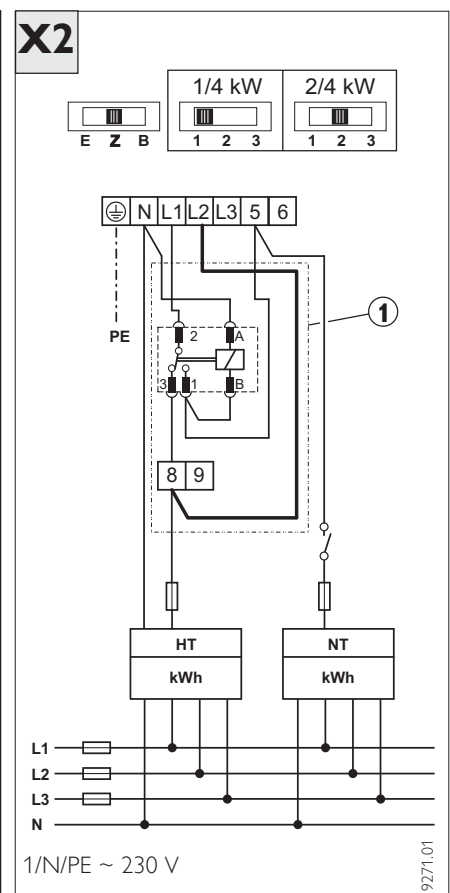 X2
1/4 kW 2/4 kW
E Z B 1 2 3 1 2 3
N L1 L2 L3 5 6
PE
1
2 A
3 1 B
8 9
HT NT
kWh kWh
L1
L2
L3
N
1/N/PE ~ 230 V
9271.01